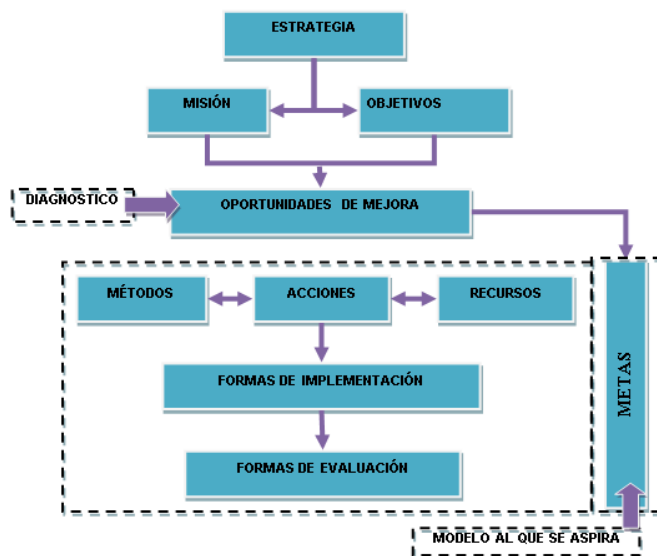 ESTRATEGIA
MISIÓN
OBJETIVOS
DIAGNOSTICO
OPORTUNIDADES DE MEJORA
MÉTODOS
ACCIONES
RECURSOS
FORMAS DE IMPLEMENTACIÓN
FORMAS DE EVALUACIÓN
METAS
MODELO AL QUE SE ASPIRA